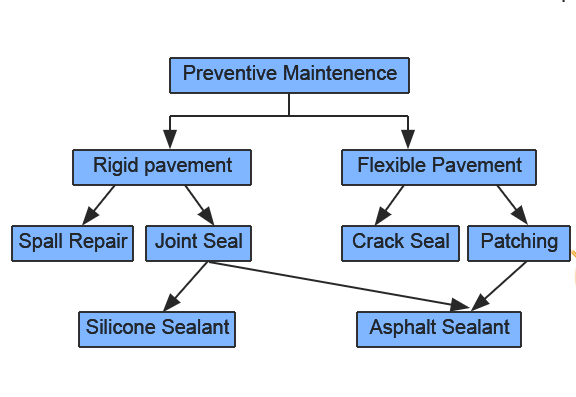 Preventive Maintenence
Rigid pavement
Flexible Pavement
Spall Repair
Joint Seal
Crack Seal
Patching
Silicone Sealant
Asphalt Sealant